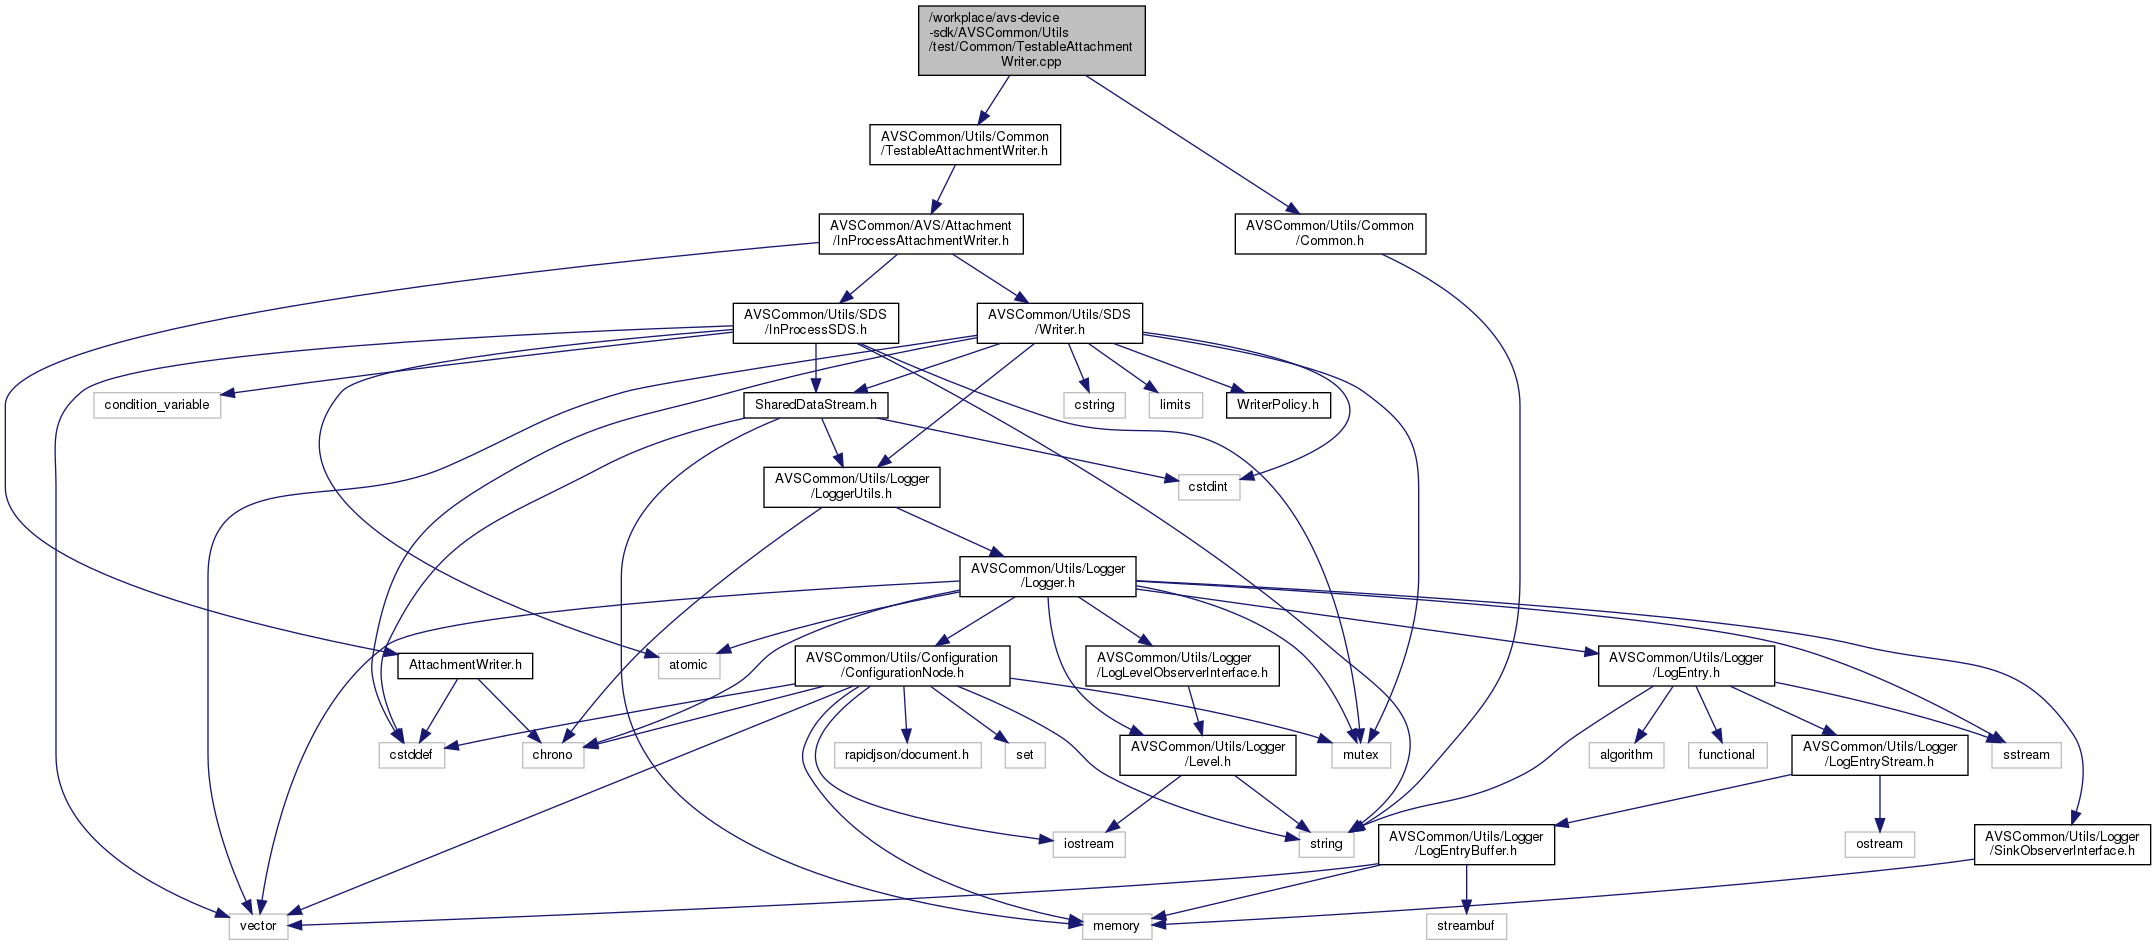 /workplace/avs-device
-sdk/AVSCommon/Utils
/test/Common/TestableAttachment
Writer.cpp
AVSCommon/Utils/Common
/TestableAttachmentWriter.h
AVSCommon/AVS/Attachment
/InProcessAttachmentWriter.h
AVSCommon/Utils/Common
/Common.h
AVSCommon/Utils/SDS
/InProcessSDS.h
AVSCommon/Utils/SDS
/Writer.h
condition_variable
SharedDataStream.h
cstring
limits
WriterPolicy.h
AVSCommon/Utils/Logger
/LoggerUtils.h
cstdint
AVSCommon/Utils/Logger
/Logger.h
AttachmentWriter.h
atomic
AVSCommon/Utils/Configuration
/ConfigurationNode.h
AVSCommon/Utils/Logger
/LogLevelObserverInterface.h
AVSCommon/Utils/Logger
/LogEntry.h
cstddef
chrono
rapidjson/document.h
set
AVSCommon/Utils/Logger
/Level.h
mutex
algorithm
functional
AVSCommon/Utils/Logger
/LogEntryStream.h
sstream
iostream
string
AVSCommon/Utils/Logger
/LogEntryBuffer.h
ostream
AVSCommon/Utils/Logger
/SinkObserverInterface.h
vector
memory
streambuf